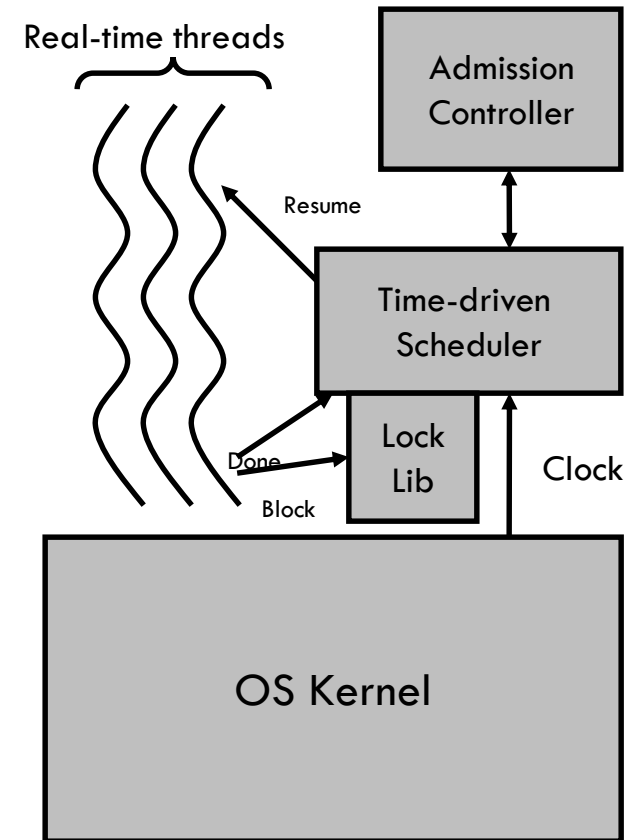 Real-time threads
Admission
Controller
Resume
Time-driven
Scheduler
Lock
Lib
Done
Clock
Block
OS Kernel